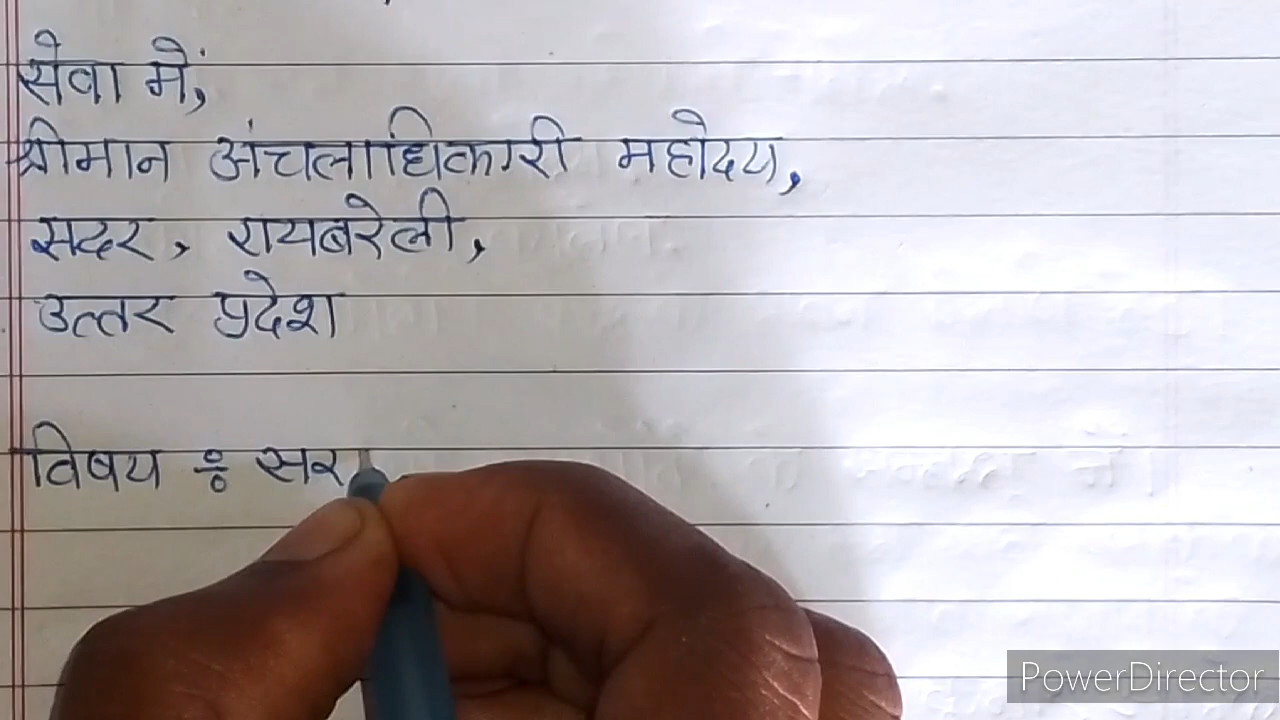 सेवा में,
श्रीमान अंचलाधिकारी महोदय,
सदर, रायबरेली,
उत्तर प्रदेश
विषय ÷ सर
PowerDirector